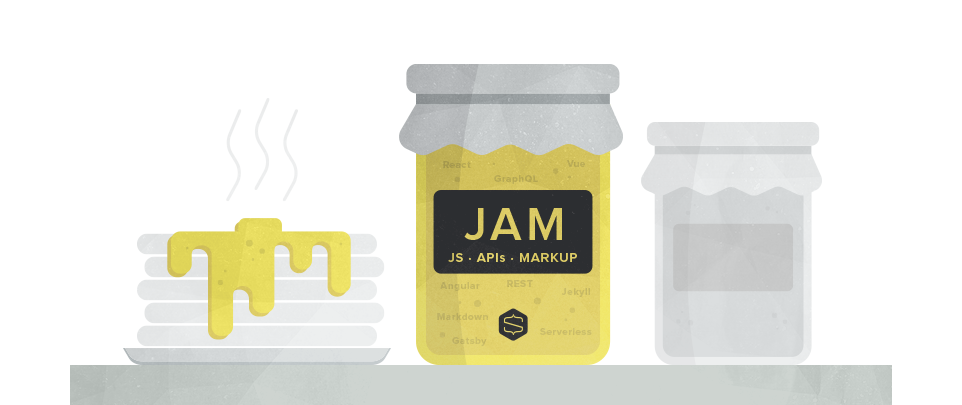 React
Vue
GraphQL
JAM
JS · APIs · MARKUP
Angular
REST
Jekyll
Markdown
Serverless
Gatsby